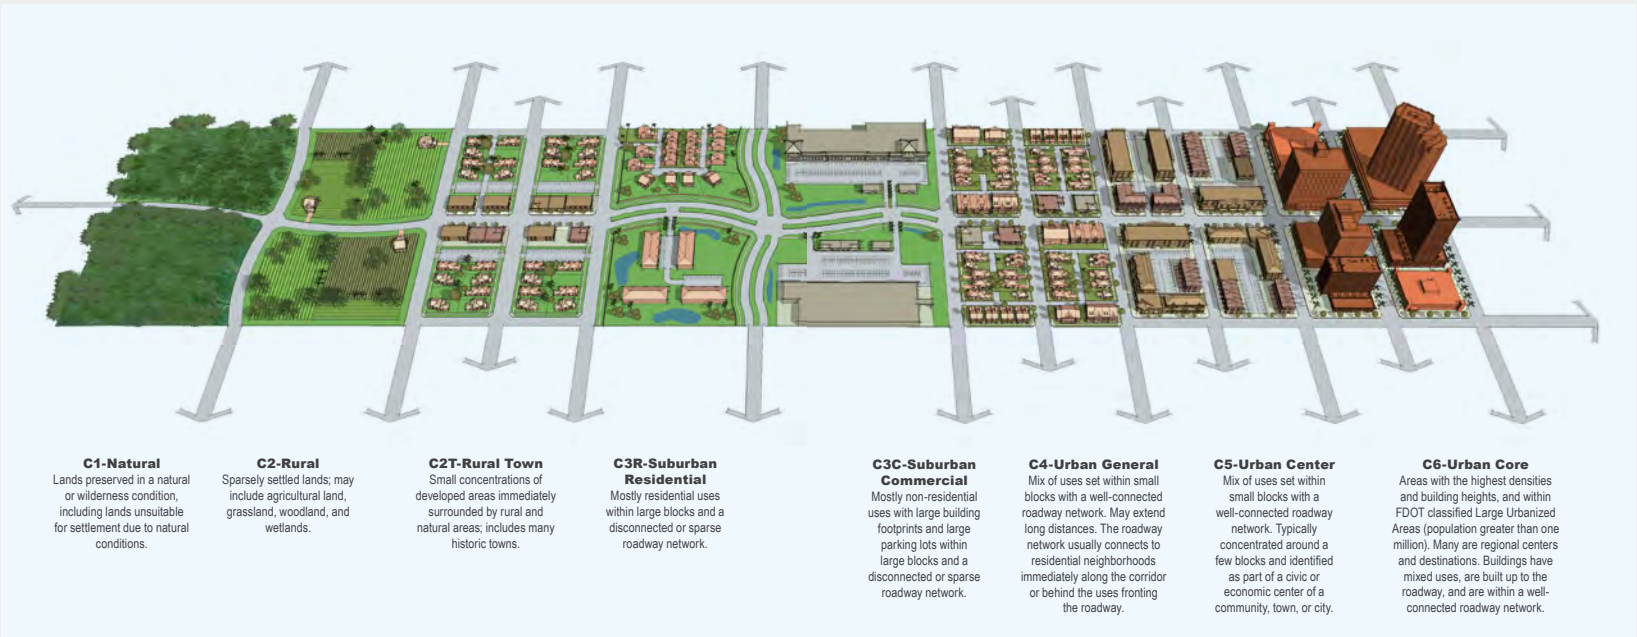 C1-Natural
Lands preserved in a natural
or wilderness condition,
including lands unsuitable
for settlement due to natural
conditions.
C2-Rural
Sparsely settled lands; may
include agricultural land,
grassland, woodland, and
wetlands.
C2T-Rural Town
Small concentrations of
developed areas immediately
surrounded by rural and
natural areas; includes many
historic towns.
C3R-Suburban
Residential
Mostly residential uses
within large blocks and a
disconnected or sparse
roadway network.
C3C-Suburban
Commercial
Mostly non-residential
uses with large building
footprints and large
parking lots within
large blocks and a
disconnected or sparse
roadway network.
C4-Urban General
Mix of uses set within small
blocks with a well-connected
roadway network. May extend
long distances. The roadway
network usually connects to
residential neighborhoods
immediately along the corridor
or behind the uses fronting
the roadway.
C5-Urban Center
Mix of uses set within
small blocks with a
well-connected roadway
network. Typically
concentrated around a
few blocks and identified
as part of a civic or
economic center of a
community, town, or city.
C6-Urban Core
Areas with the highest densities
and building heights, and within
FDOT classified Large Urbanized
Areas (population greater than one
million). Many are regional centers
and destinations. Buildings have
mixed uses, are built up to the
roadway, and are within a well-
connected roadway network.